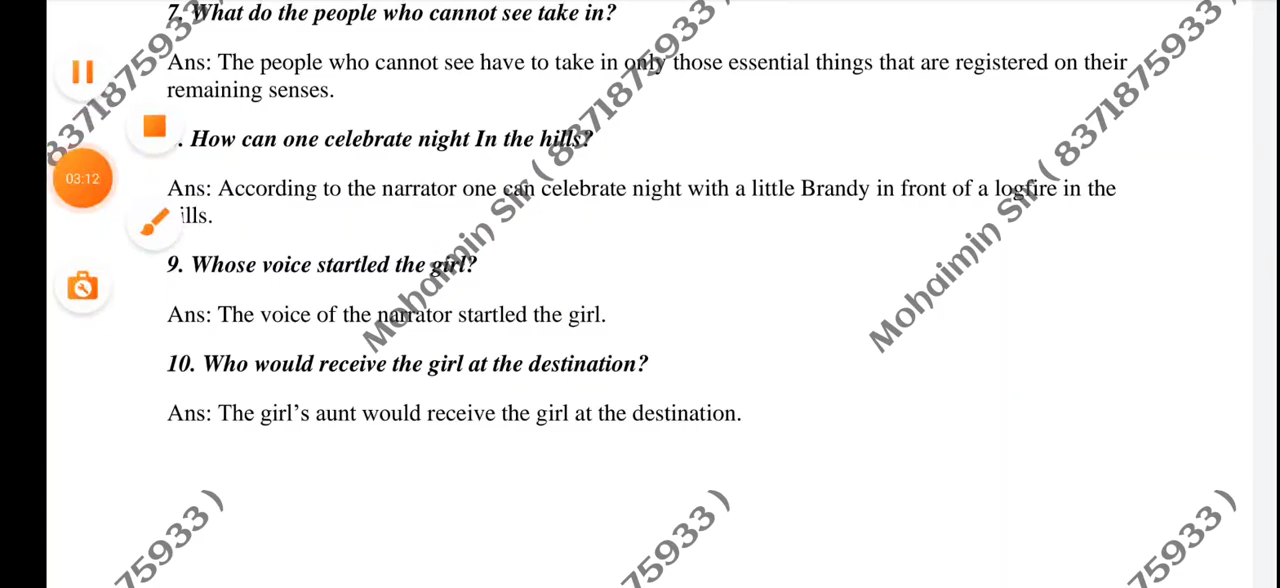 7. What do the people who cannot see take in?
Ans: The people who cannot see have to take in only those essential things that are registered on their
remaining senses.
. How can one celebrate night In the hills?
Ans: According to the narrator one can celebrate night with a little Brandy in front of a logfire in the
ills.
03:12
9. Whose voice startled the girl?
Ans: The voice of the narrator startled the girl.
10. Who would receive the girl at the destination?
Ans: The girl's aunt would receive the girl at the destination.
8371875933
Mohaimin Sir ( 8371875933
Mohaimin Sir ( 8371875933
75933 )
75933 )
75933 )